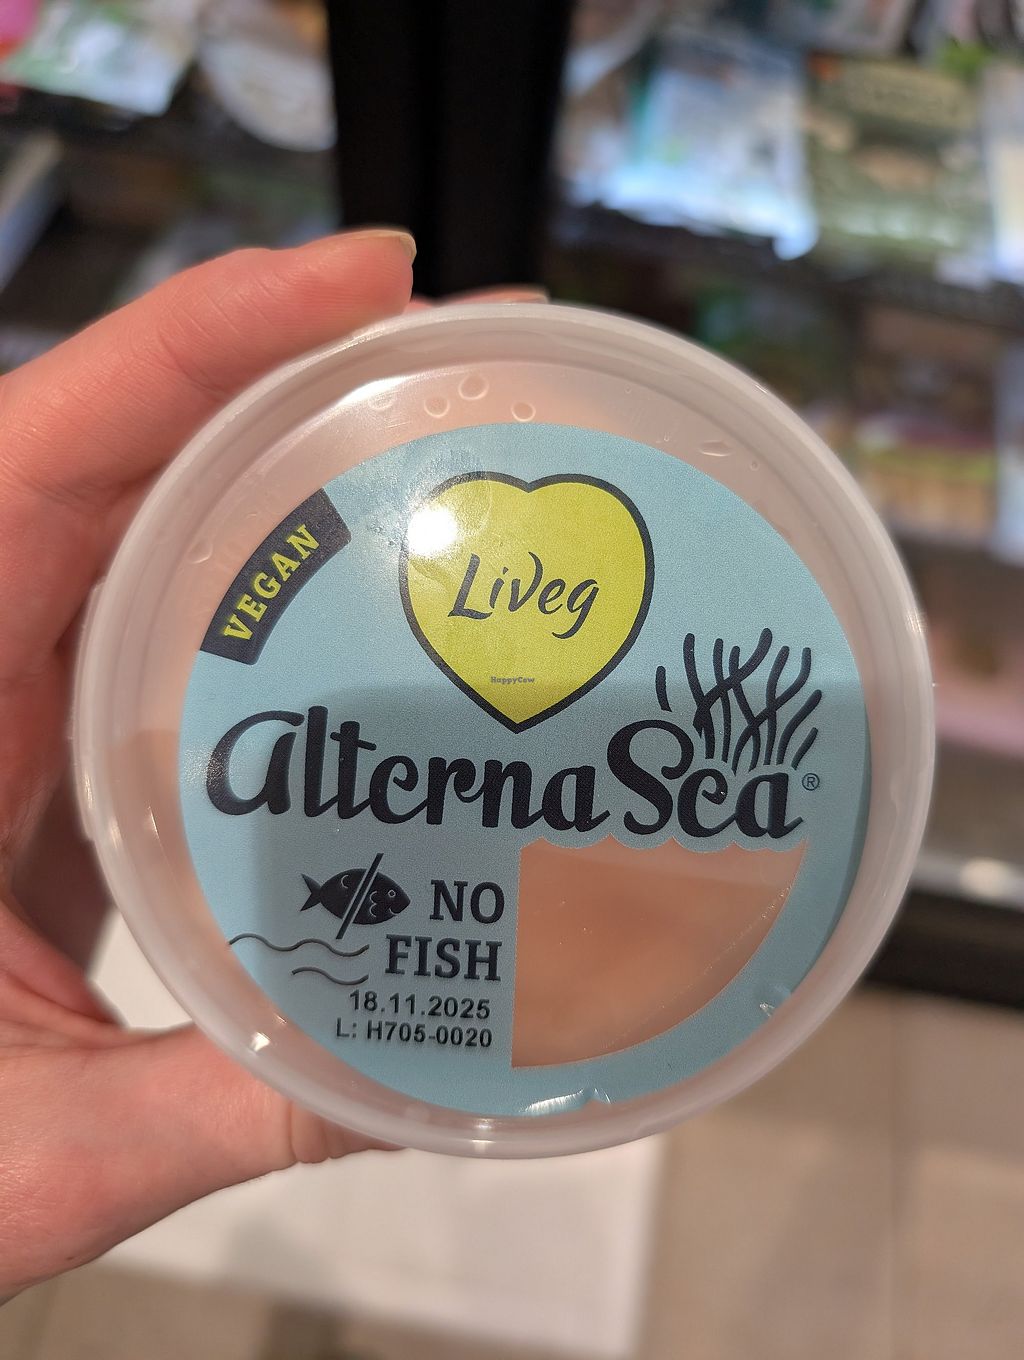 VEGAN
LiVeg
HappyCow
alternaSea®
NO
FISH
18.11.2025
L: H705-0020